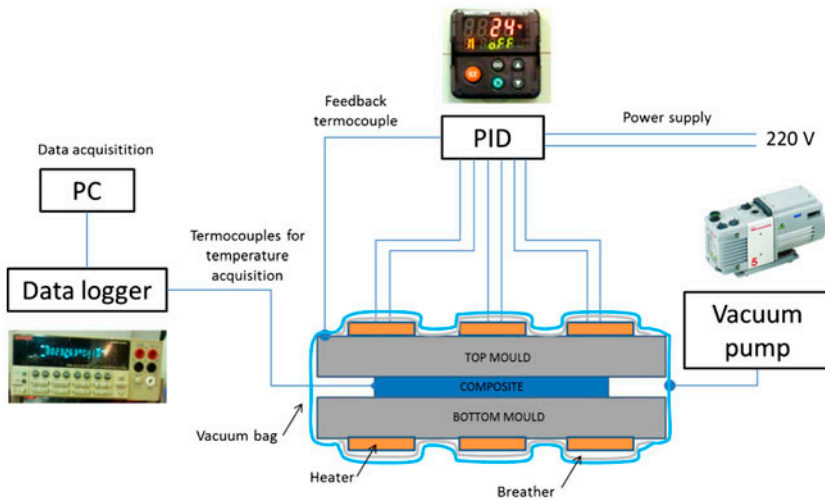 24
OFF
Feedback
termocouple
PID
Power supply
220 V
Data acquisitition
PC
Termocouples for
temperature
acquisition
Data logger
5
Vacuum
pump
TOP MOULD
COMPOSITE
BOTTOM MOULD
Vacuum bag
Heater
Breather